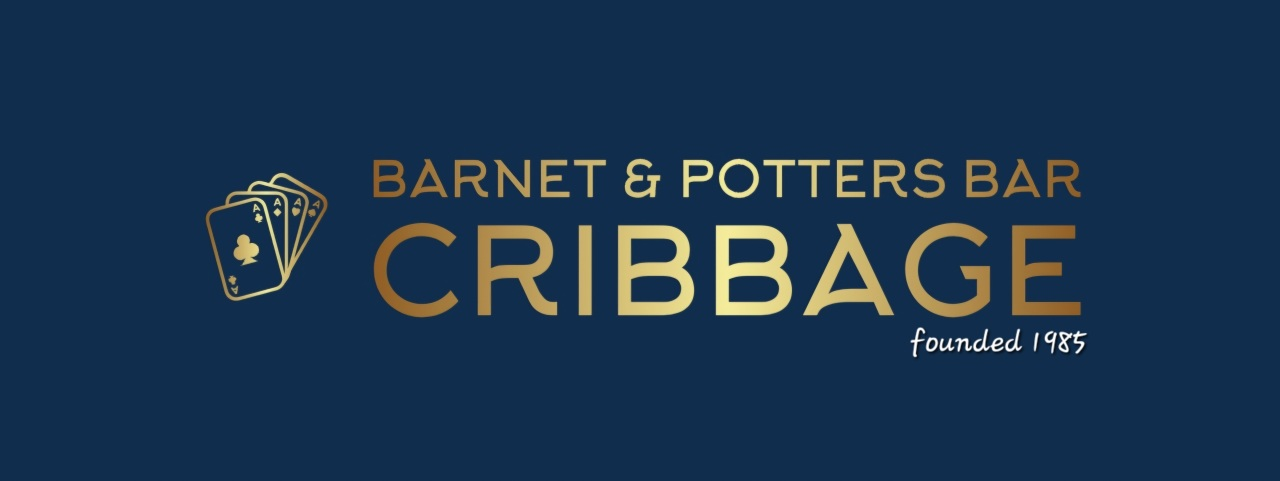 BARNET & POTTERS BAR
CRIBBAGE
founded 1985
A A A A
A